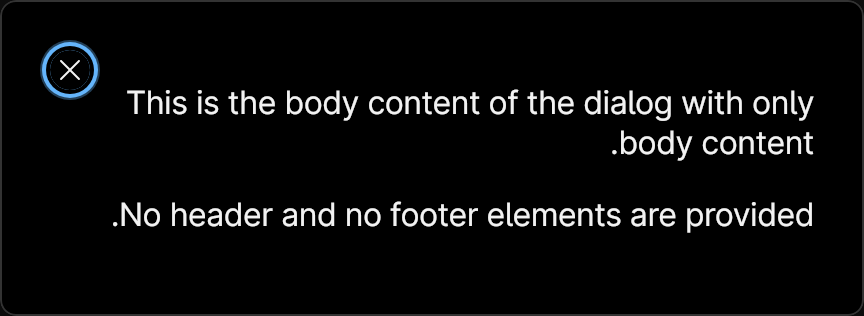 This is the body content of the dialog with only
.body content
.No header and no footer elements are provided